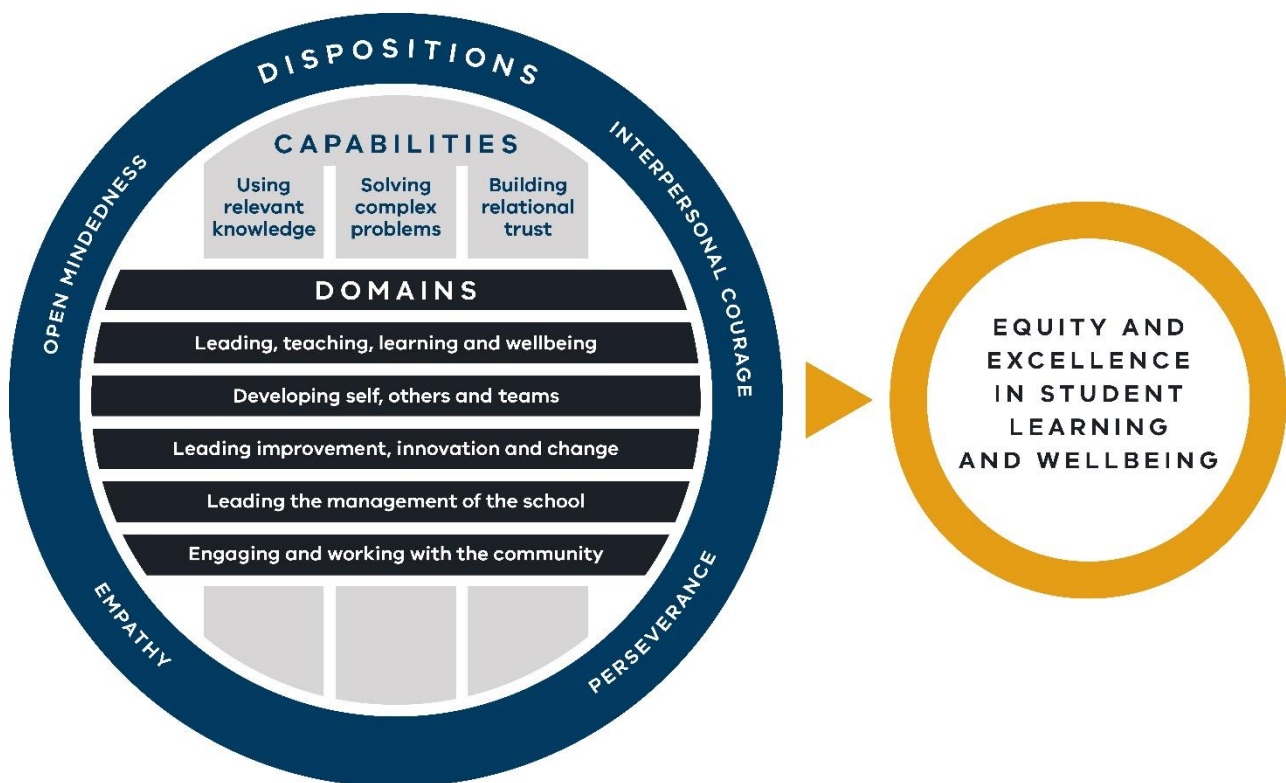 DISPOSITIONS
OPEN MINDEDNESS
INTERPERSONAL COURAGE
EMPATHY
PERSEVERANCE
CAPABILITIES
Using
relevant
knowledge
Solving
complex
problems
Building
relational
trust
DOMAINS
Leading, teaching, learning and wellbeing
Developing self, others and teams
Leading improvement, innovation and change
Leading the management of the school
Engaging and working with the community
EQUITY AND
EXCELLENCE
IN STUDENT
LEARNING
AND WELLBEING